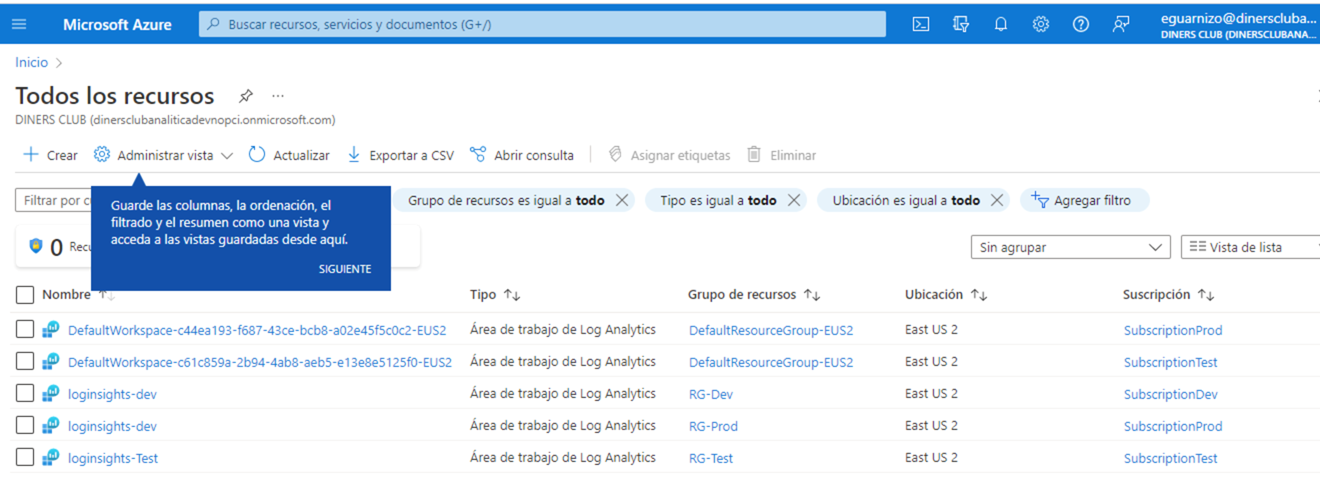 Microsoft Azure
Buscar recursos, servicios y documentos (G+/)
eguarnizo@dinerscluba...
DINERS CLUB (DINERSCLUBANA...
Inicio >
Todos los recursos ...
DINERS CLUB (dinersclubanaliticadevnopci.onmicrosoft.com)
+ Crear Administrar vista Actualizar Exportar a CSV Abrir consulta Asignar etiquetas Eliminar
Filtrar por Grupo de recursos es igual a todo Tipo es igual a todo Ubicación es igual a todo Agregar filtro
Guarde las columnas, la ordenación, el
filtrado y el resumen como una vista y
acceda a las vistas guardadas desde aquí.
SIGUIENTE
0 Sin agrupar Vista de lista
Nombre ↑↓ Tipo ↑↓ Grupo de recursos ↑↓ Ubicación ↑↓ Suscripción ↑↓
DefaultWorkspace-c44ea193-f687-43ce-bcb8-a02e45f5c0c2-EUS2 Área de trabajo de Log Analytics DefaultResourceGroup-EUS2 East US 2 SubscriptionProd
DefaultWorkspace-c61c859a-2b94-4ab8-aeb5-e13e8e5125f0-EUS2 Área de trabajo de Log Analytics DefaultResourceGroup-EUS2 East US 2 SubscriptionTest
loginsights-dev Área de trabajo de Log Analytics RG-Dev East US 2 SubscriptionDev
loginsights-dev Área de trabajo de Log Analytics RG-Prod East US 2 SubscriptionProd
loginsights-Test Área de trabajo de Log Analytics RG-Test East US 2 SubscriptionTest